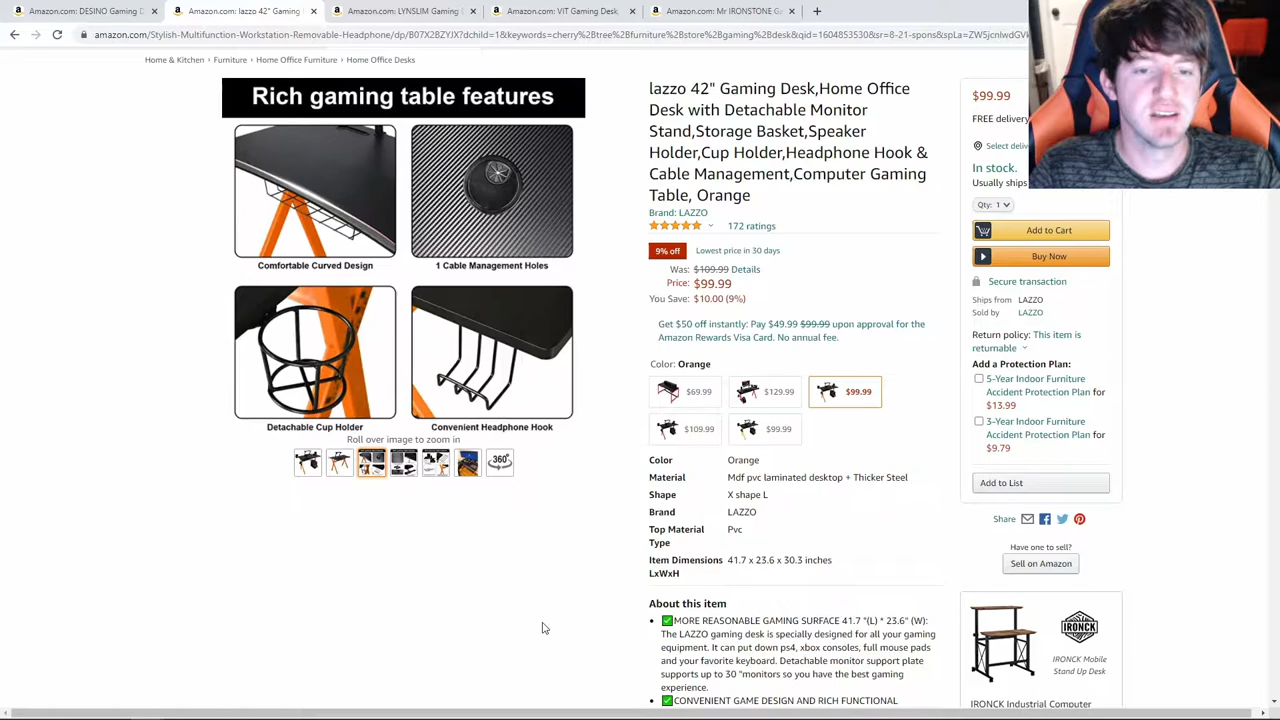 Amazon.com: DESINO Gaming D
Amazon.com: lazzo 42" Gaming
Amazon.com: LYNSLIM Gaming
Amazon.com: VIT Gaming Desk,
Amazon.com: Mr IRONSTONE G
amazon.com/Stylish-Multifunction-Workstation-Removable-Headphone/dp/B07X2BZYJX?dchild=1&keywords=cherry%2Btree%2Bfurniture%2Bstore%2Bgaming%2Bdesk&qid=1604853530&sr=8-21-spons&spLa=ZW5jcnlwdGV
Home & Kitchen › Furniture › Home Office Furniture › Home Office Desks
Rich gaming table features
Comfortable Curved Design
1 Cable Management Holes
Detachable Cup Holder
Convenient Headphone Hook
Roll over image to zoom in
360°
lazzo 42" Gaming Desk,Home Office
Desk with Detachable Monitor
Stand,Storage Basket,Speaker
Holder,Cup Holder,Headphone Hook &
Cable Management,Computer Gaming
Table, Orange
Brand: LAZZO
172 ratings
9% off Lowest price in 30 days
Was: $109.99 Details
Price: $99.99
You Save: $10.00 (9%)
Get $50 off instantly: Pay $49.99 $99.99 upon approval for the
Amazon Rewards Visa Card. No annual fee.
Color: Orange
$69.99 $129.99 $99.99
$109.99 $99.99
Color Orange
Material Mdf pvc laminated desktop + Thicker Steel
Shape X shape L
Brand LAZZO
Top Material Pvc
Type
Item Dimensions 41.7 x 23.6 x 30.3 inches
LxWxH
About this item
MORE REASONABLE GAMING SURFACE 41.7 "(L) * 23.6" (W):
The LAZZO gaming desk is specially designed for all your gaming
equipment. It can put down ps4, xbox consoles, full mouse pads
and your favorite keyboard. Detachable monitor support plate
supports up to 30 "monitors so you have the best gaming
experience.
CONVENIENT GAME DESIGN AND RICH FUNCTIONAL
$99.99
FREE delivery
Select deliv
In stock.
Usually ships
Qty: 1
Add to Cart
Buy Now
Secure transaction
Ships from LAZZO
Sold by LAZZO
Return policy: This item is
returnable
Add a Protection Plan:
5-Year Indoor Furniture
Accident Protection Plan for
$13.99
3-Year Indoor Furniture
Accident Protection Plan for
$9.79
Add to List
Share
Have one to sell?
Sell on Amazon
IRONCK
IRONCK Mobile
Stand Up Desk
IRONCK Industrial Computer